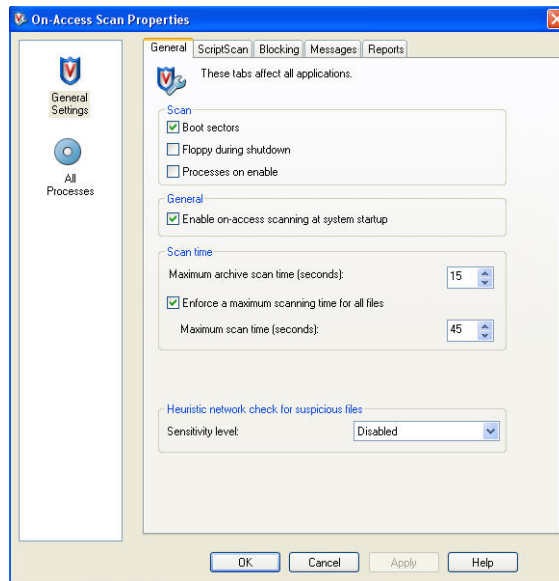 On-Access Scan Properties
General
Settings
All
Processes
General ScriptScan Blocking Messages Reports
These tabs affect all applications.
Scan
Boot sectors
Floppy during shutdown
Processes on enable
General
Enable on-access scanning at system startup
Scan time
Maximum archive scan time (seconds): 15
Enforce a maximum scanning time for all files
Maximum scan time (seconds): 45
Heuristic network check for suspicious files
Sensitivity level: Disabled
OK Cancel Apply Help